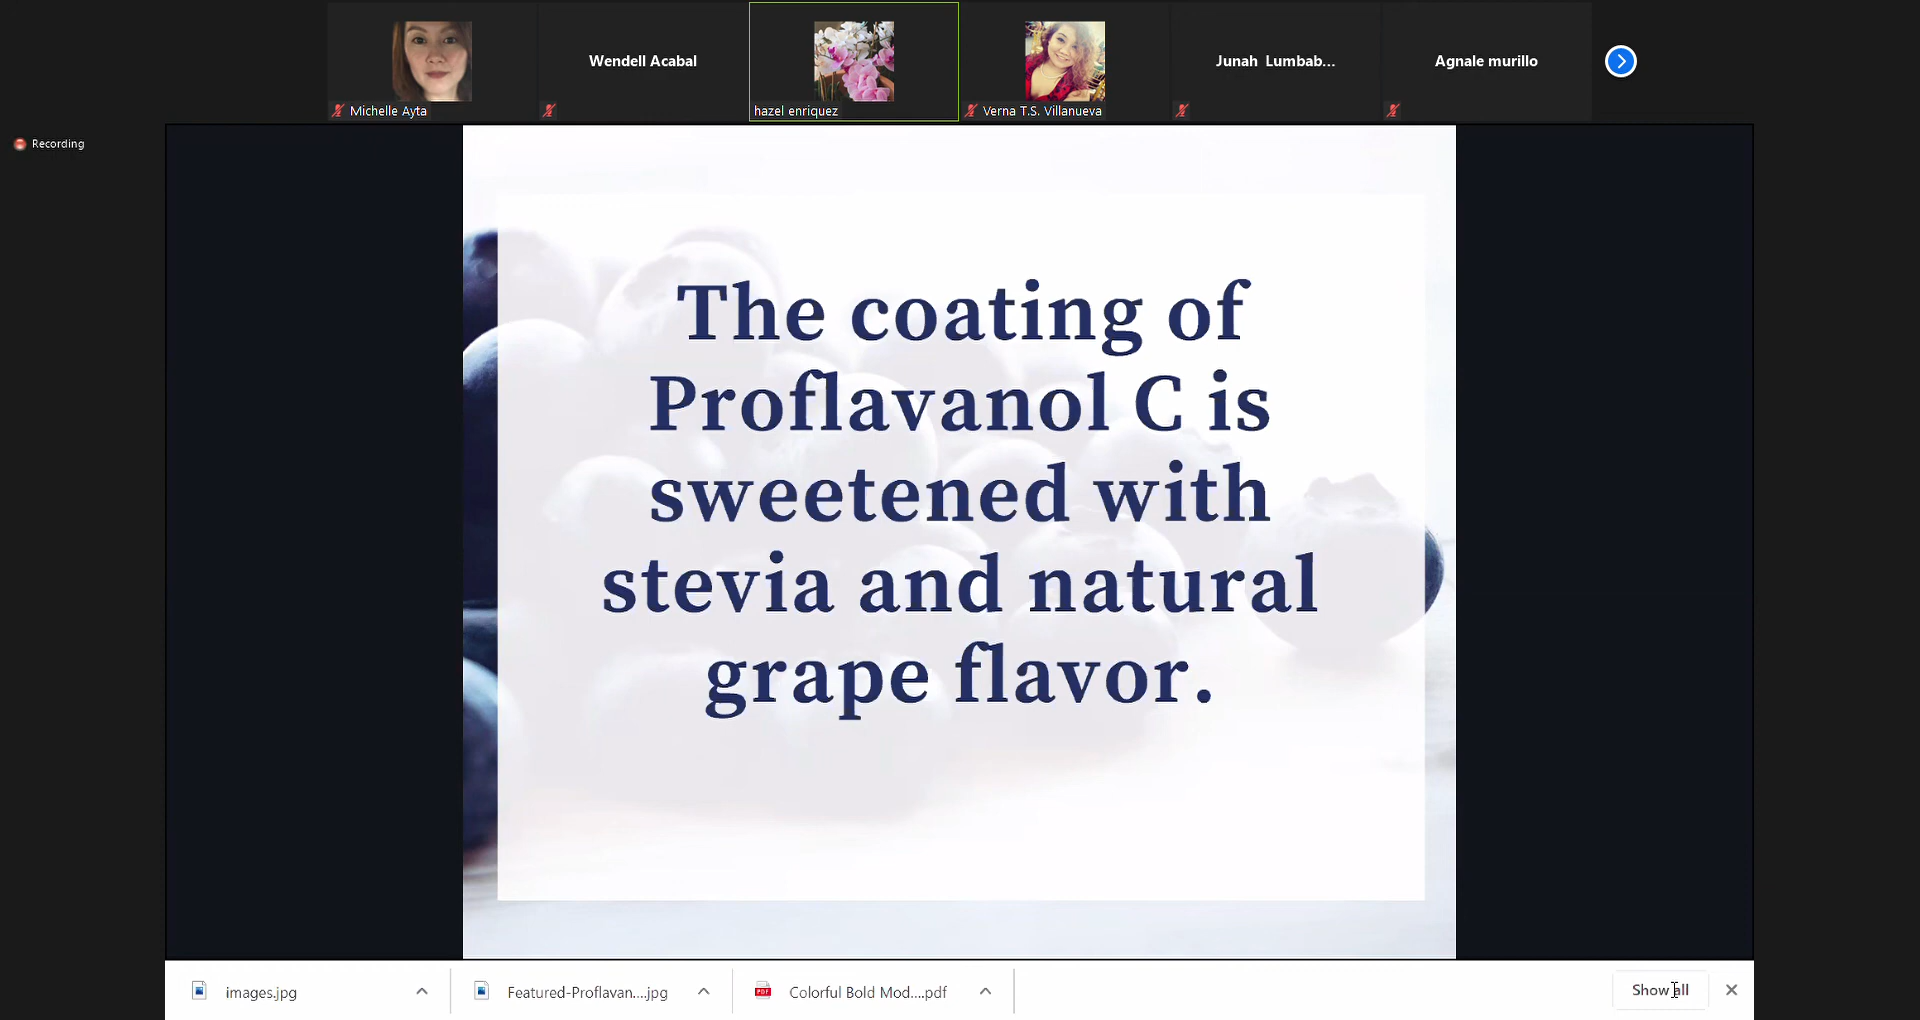 Wendell Acabal
Junah Lumbab...
Agnale murillo
Michelle Ayta
hazel enriquez
Verna T.S. Villanueva
Recording
The coating of
Proflavanol C is
sweetened with
stevia and natural
grape flavor.
images.jpg
Featured-Proflavan....jpg
PDF
Colorful Bold Mod....pdf
Show all